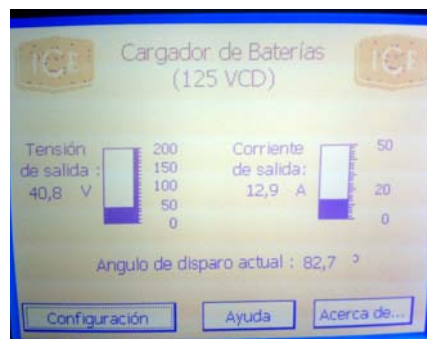 ICE
Cargador de Baterías
(125 VCD)
ICE
Tensión
de salida :
40,8 V
200
150
100
50
0
Corriente
de salida:
12,9 A
50
20
0
Angulo de disparo actual : 82,7 º
Configuración
Ayuda
Acerca de...